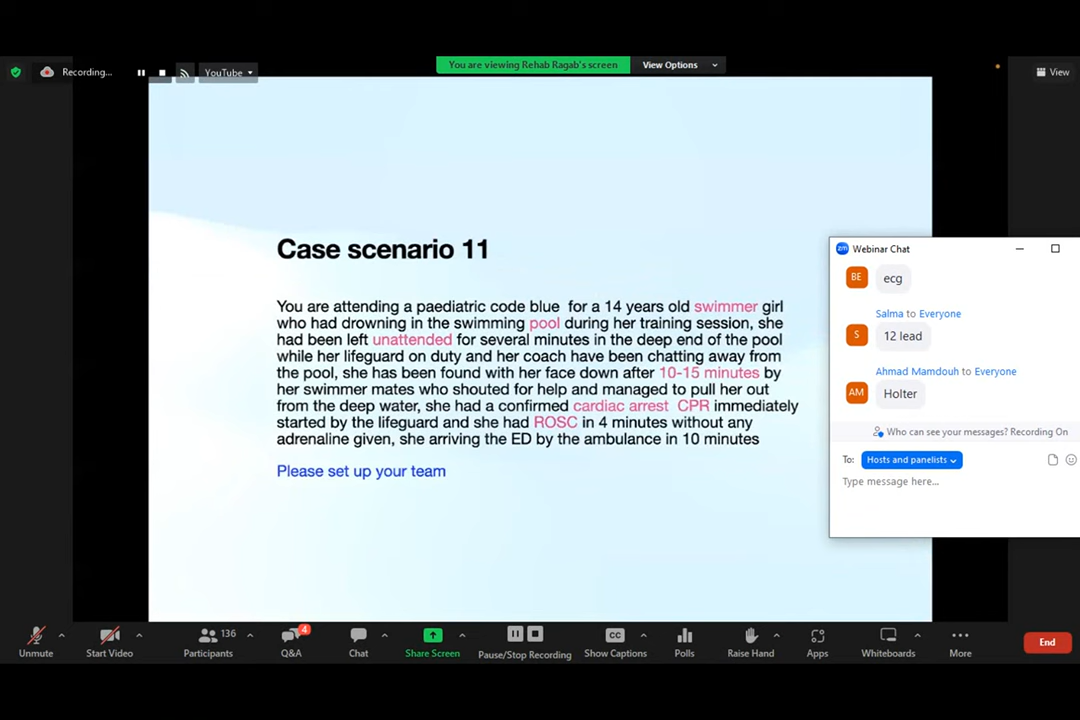 Recording...
YouTube
You are viewing Rehab Ragab's screen
View Options
View
Case scenario 11
You are attending a paediatric code blue for a 14 years old swimmer girl
who had drowning in the swimming pool during her training session, she
had been left unattended for several minutes in the deep end of the pool
while her lifeguard on duty and her coach have been chatting away from
the pool, she has been found with her face down after 10-15 minutes by
her swimmer mates who shouted for help and managed to pull her out
from the deep water, she had a confirmed cardiac arrest CPR immediately
started by the lifeguard and she had ROSC in 4 minutes without any
adrenaline given, she arriving the ED by the ambulance in 10 minutes
Please set up your team
zm Webinar Chat
BE
ecg
Salma to Everyone
S
12 lead
Ahmad Mamdouh to Everyone
AM
Holter
Who can see your messages? Recording On
To: Hosts and panelists
Type message here...
Unmute
Start Video
136
Participants
4
Q&A
Chat
Share Screen
Pause/Stop Recording
CC
Show Captions
Polls
Raise Hand
Apps
Whiteboards
More
End